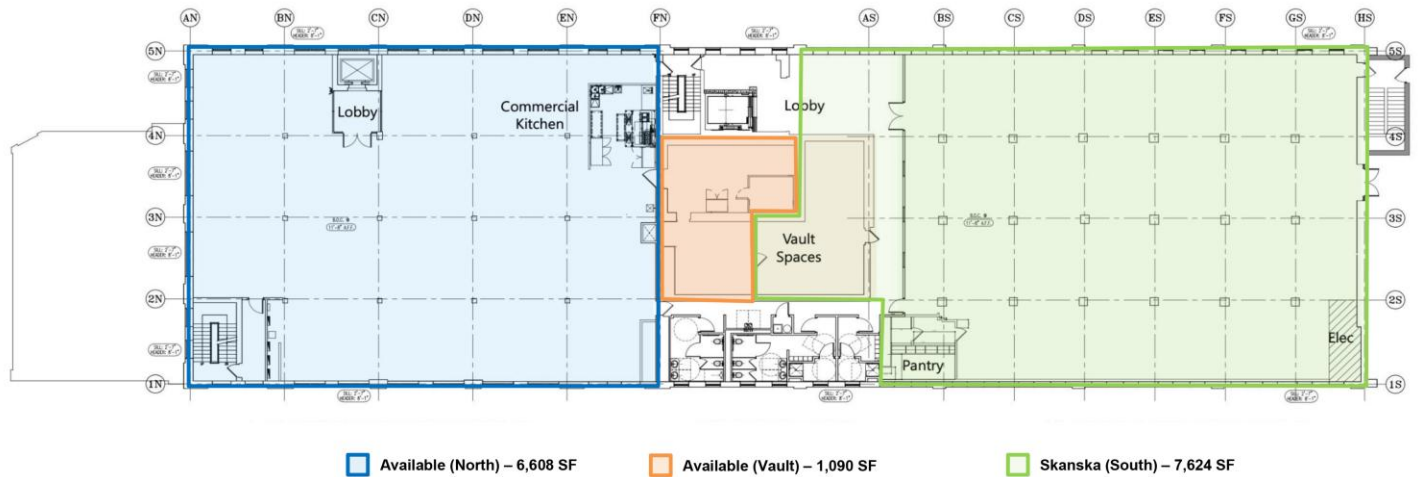 AN BN CN DN EN FN AS BS CS DS ES FS GS HS
5N 5S
Lobby
Commercial
Kitchen
Lobby
4N 4S
3N 3S
Vault
Spaces
2N 2S
Elec
Pantry
1N 1S
Available (North) – 6,608 SF
Available (Vault) – 1,090 SF
Skanska (South) – 7,624 SF